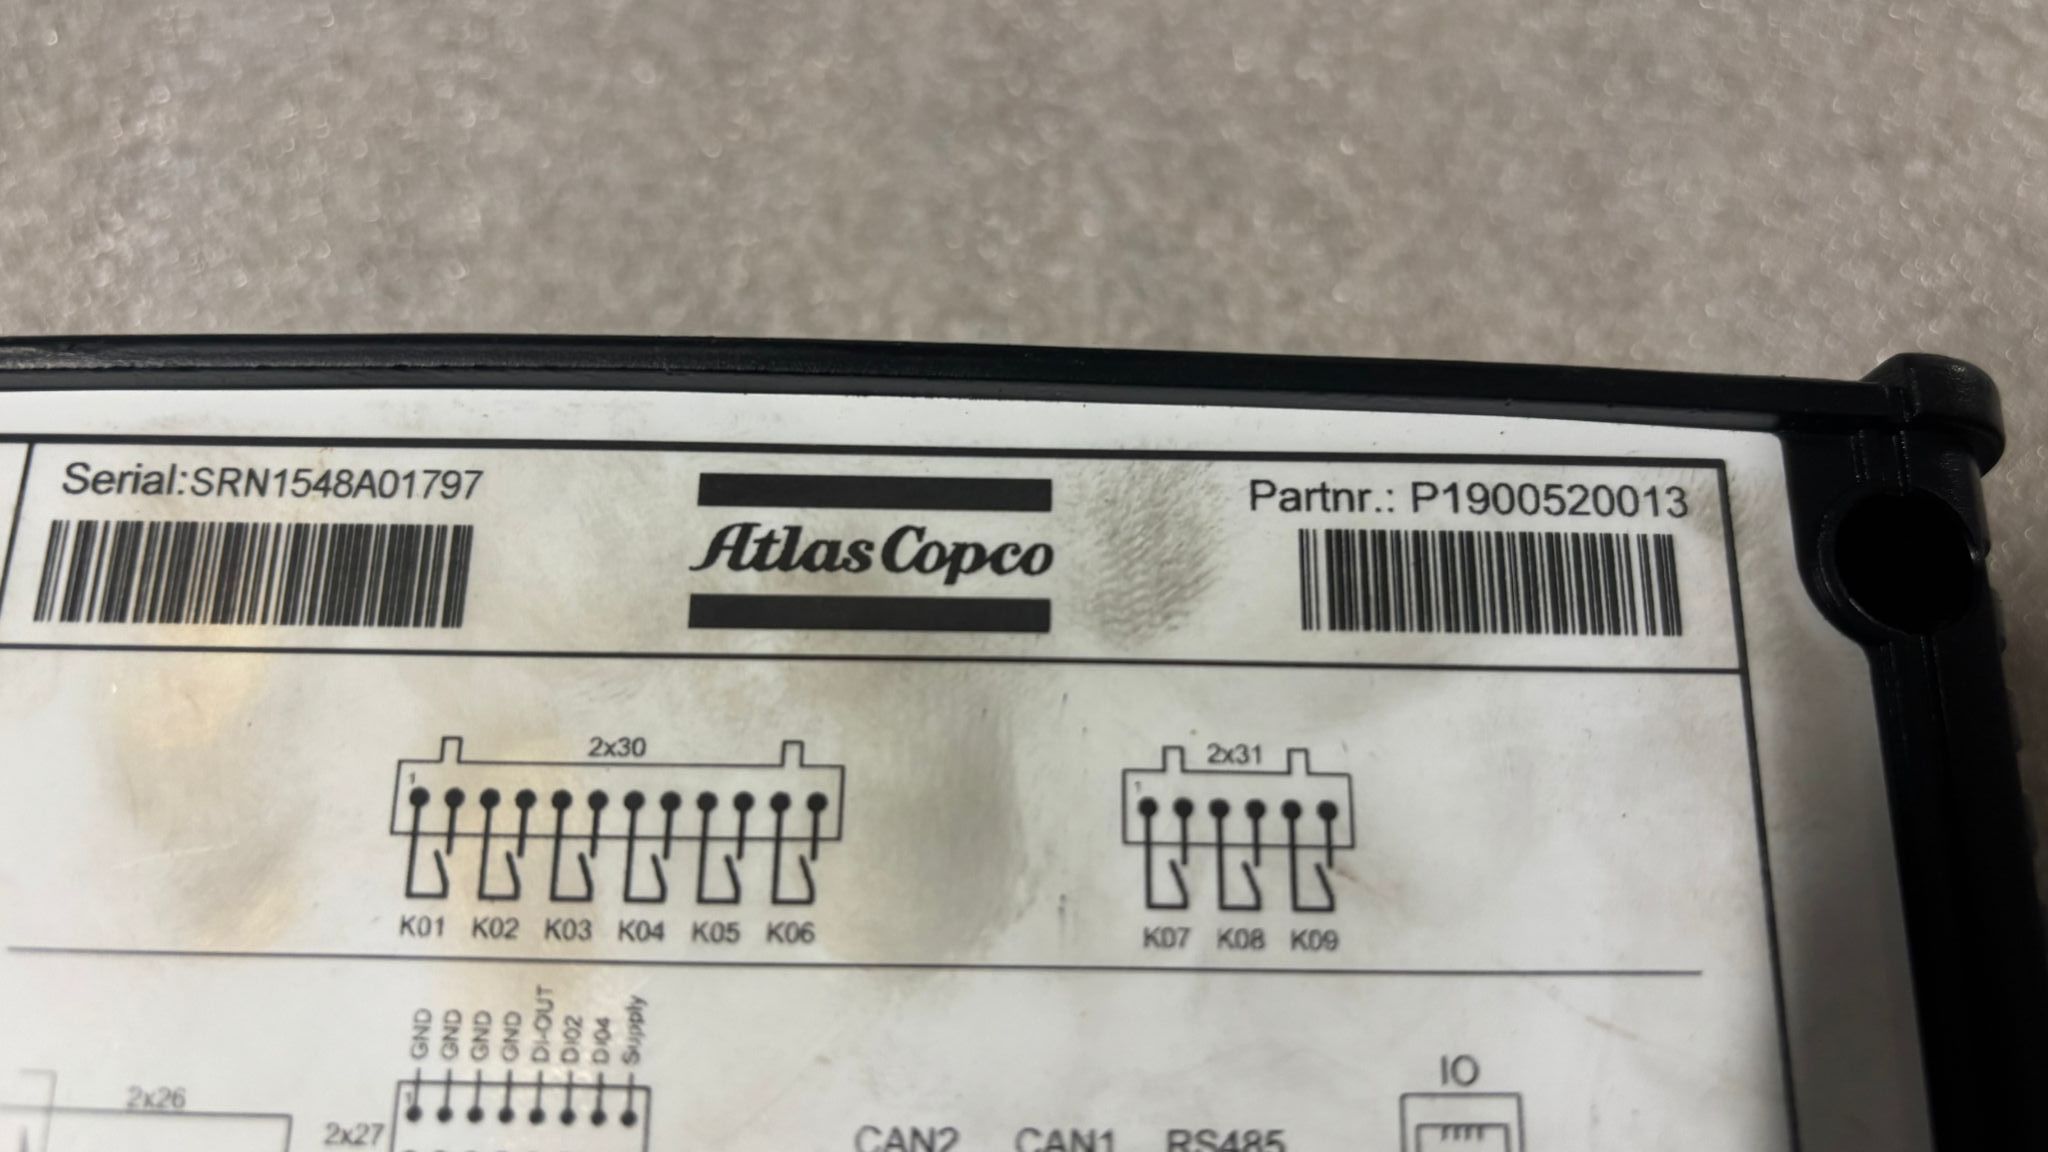 Serial:SRN1548A01797
Atlas Copco
Partnr.: P1900520013
2x30
1
K01 K02 K03 K04 K05 K06
2x31
1
K07 K08 K09
GND GND GND GND DI-OUT DI02 DI04 Supply
1
2x26
2x27
CAN2 CAN1 RS485
IO